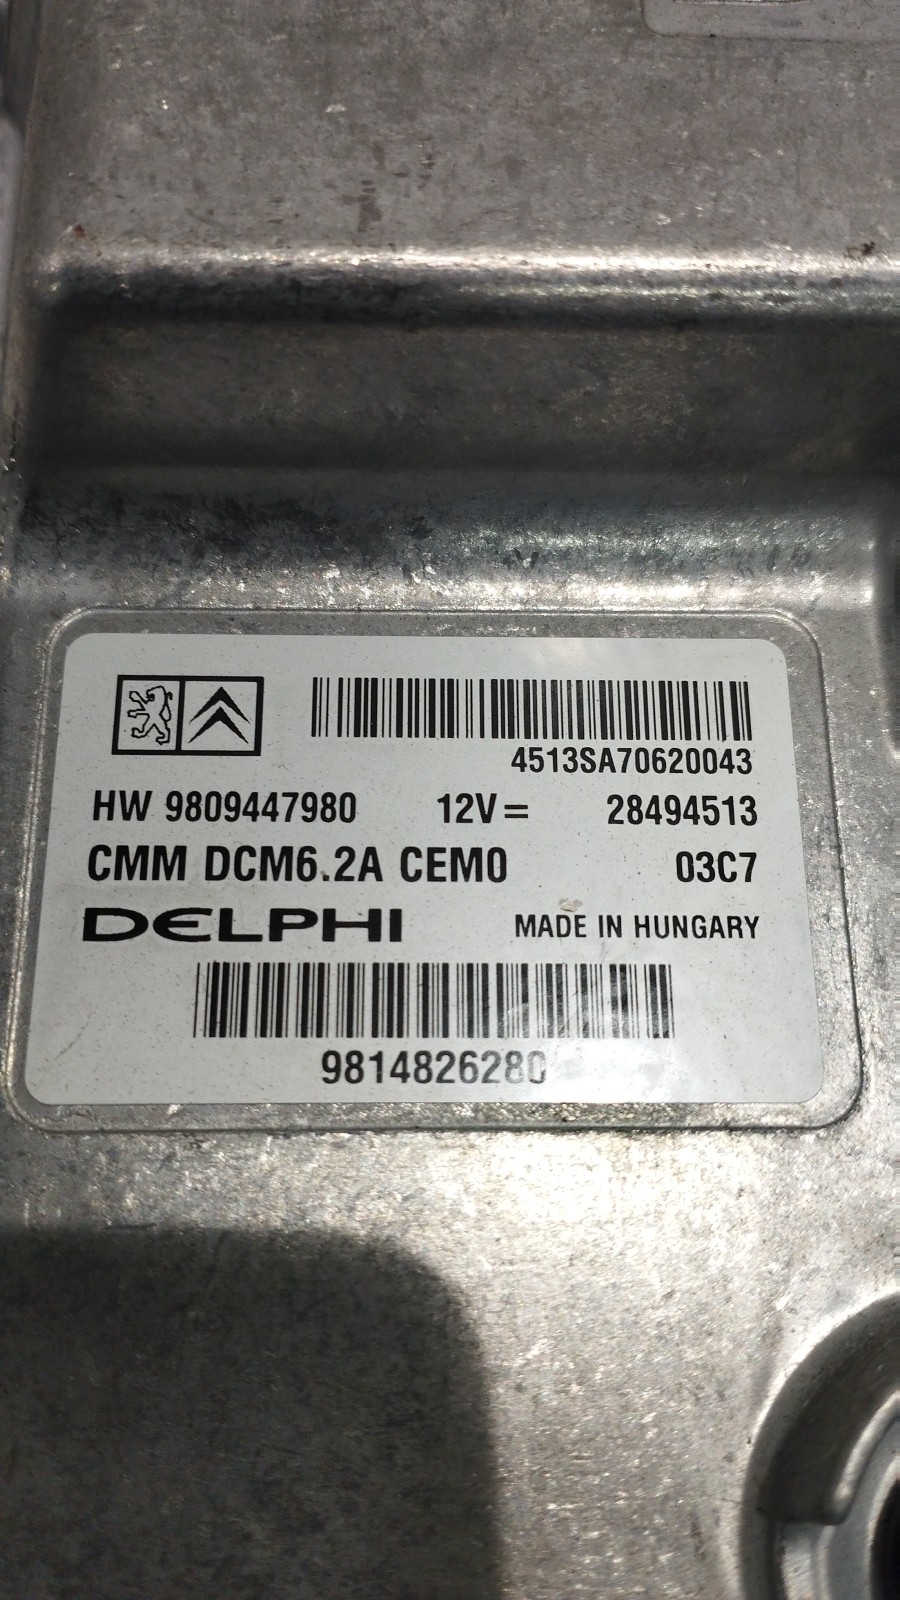 4513SA70620043
HW 9809447980 12V= 28494513
CMM DCM6.2A CEM0 03C7
DELPHI MADE IN HUNGARY
9814826280